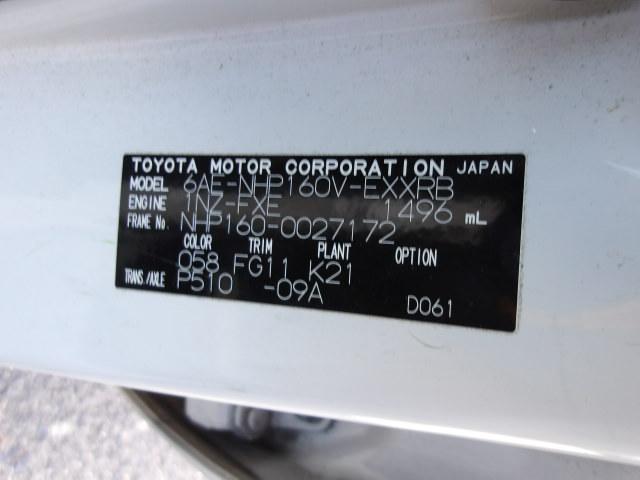 TOYOTA MOTOR CORPORATION JAPAN
MODEL 6AE-NHP160V-EXXRB
ENGINE 1NZ-FXE 1496 mL
FRAME No. NHP160-0027172
COLOR TRIM PLANT OPTION
058 FG11 K21
TRANS/AXLE P510 -09A
D061